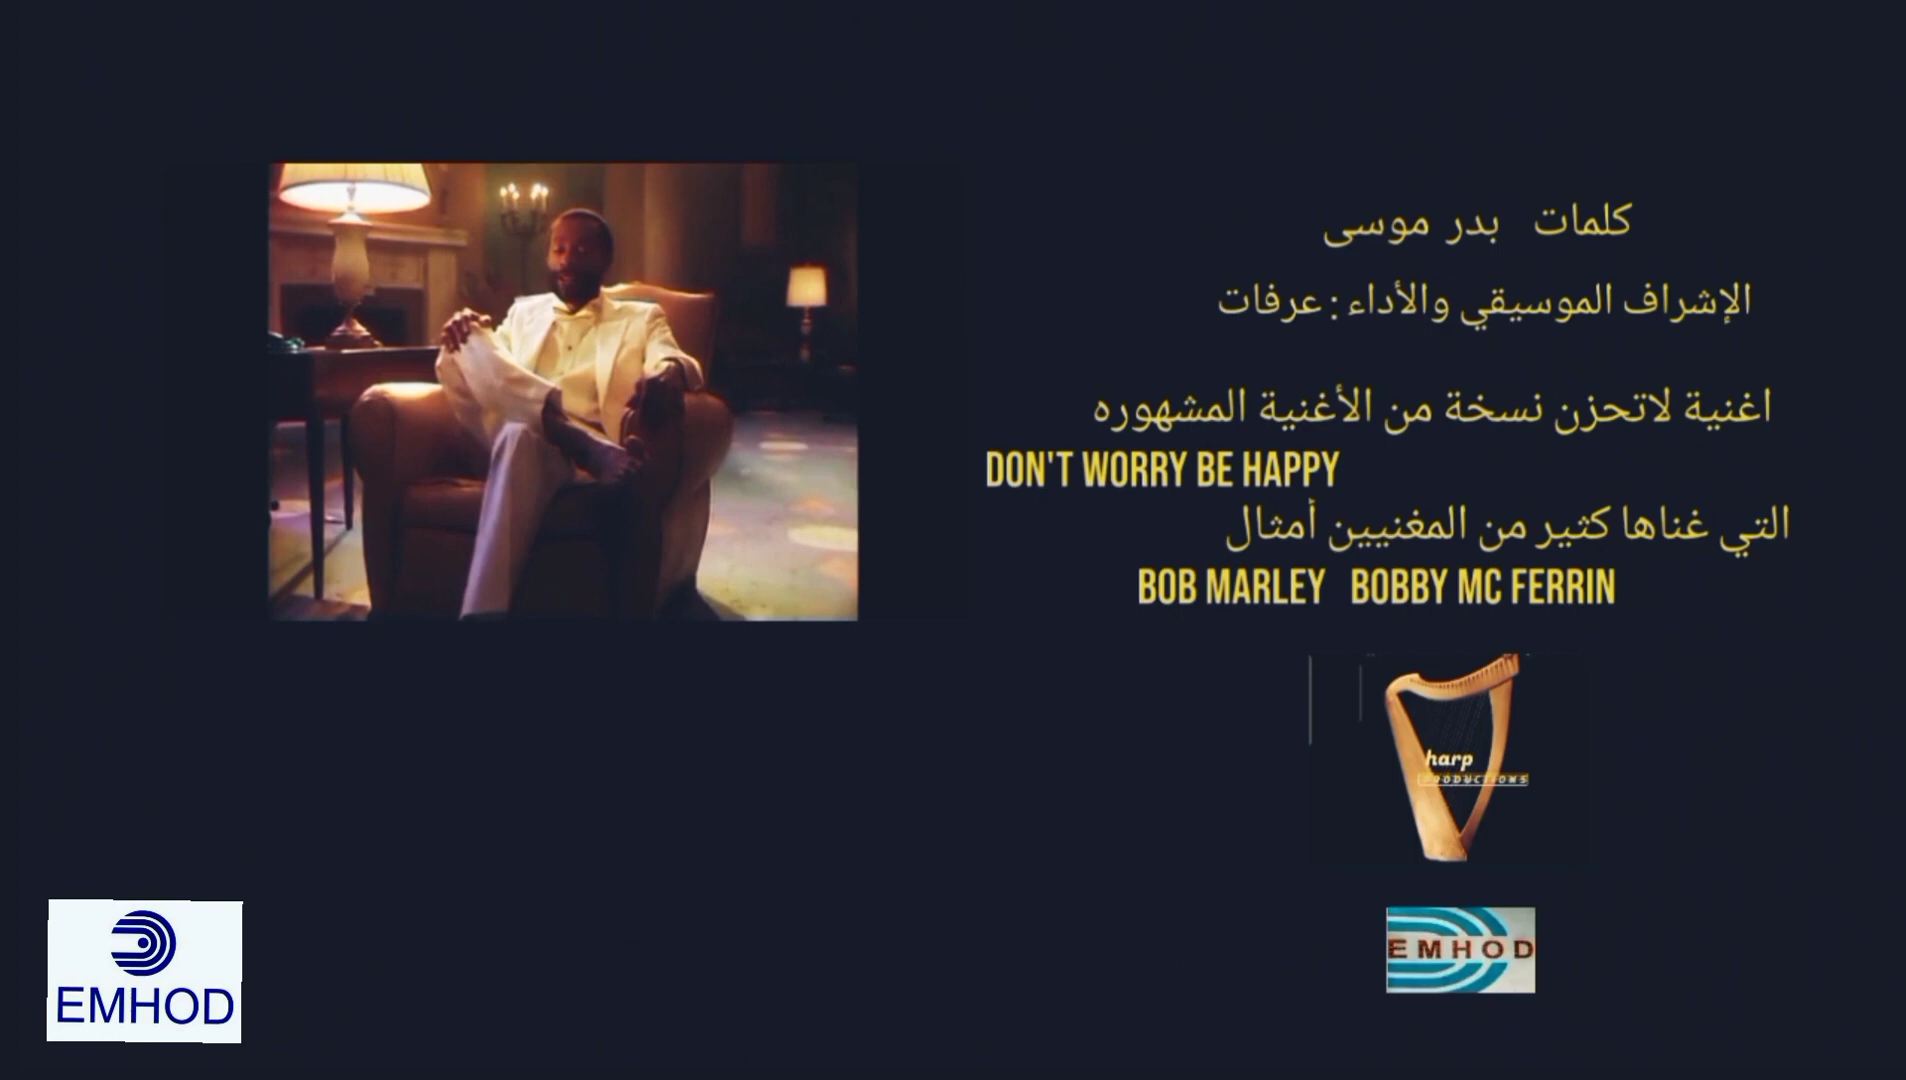 كلمات بدر موسى
الإشراف الموسيقي والأداء : عرفات
اغنية لاتحزن نسخة من الأغنية المشهوره
DON'T WORRY BE HAPPY
التي غناها كثير من المغنيين أمثال
BOB MARLEY BOBBY MC FERRIN
harp
PRODUCTIONS
EMHOD
EMHOD